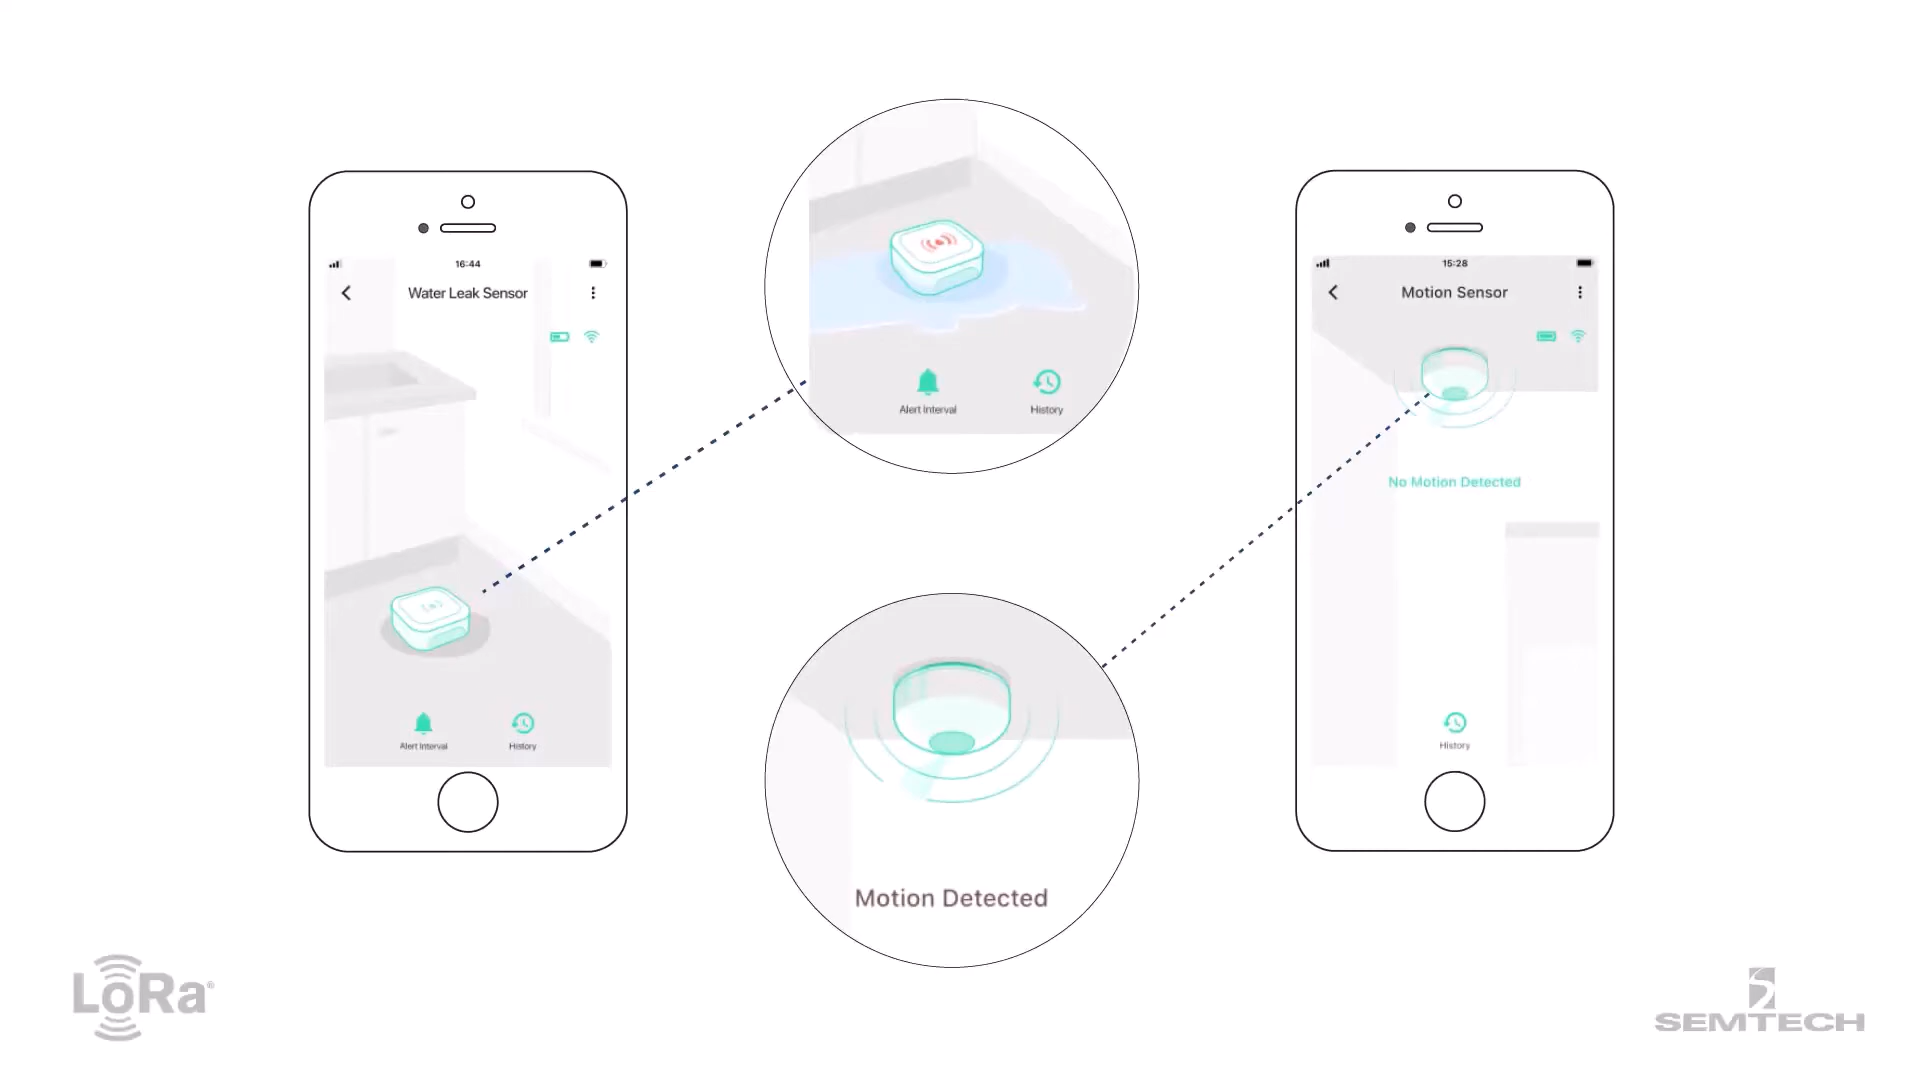 16:44
Water Leak Sensor
Alert Interval
History
Alert Interval
History
Motion Detected
15:28
Motion Sensor
No Motion Detected
History
LoRa®
SEMTECH